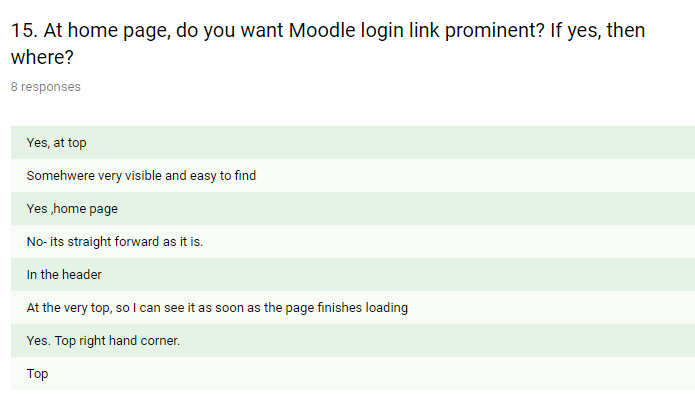 15. At home page, do you want Moodle login link prominent? If yes, then
where?
8 responses
Yes, at top
Somehwere very visible and easy to find
Yes ,home page
No- its straight forward as it is.
In the header
At the very top, so I can see it as soon as the page finishes loading
Yes. Top right hand corner.
Top